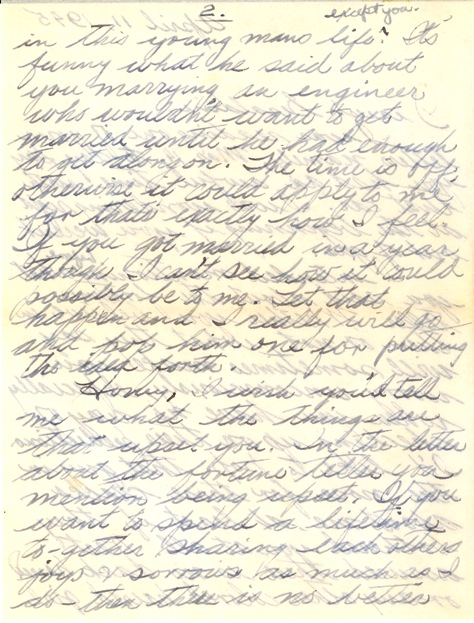 2.
except you.
in this young mans life? It's
funny what he said about
you marrying an engineer
who wouldn't want to get
married until he had enough
to get along on. The time is off,
otherwise it could apply to me
for thats exactly how I feel.
If you got married in a year
though I can't see how it could
possibly be to me. Let that
happen and I really will go
and pop him one for putting
the idea forth.
Honey, I wish you'd tell
me what the things are
that upset you. In the letter
about the fortune teller you
mention being upset. If you
want to spend a lifetime
to-gether sharing each others
joys & sorrows as much as I
do - then there is no better